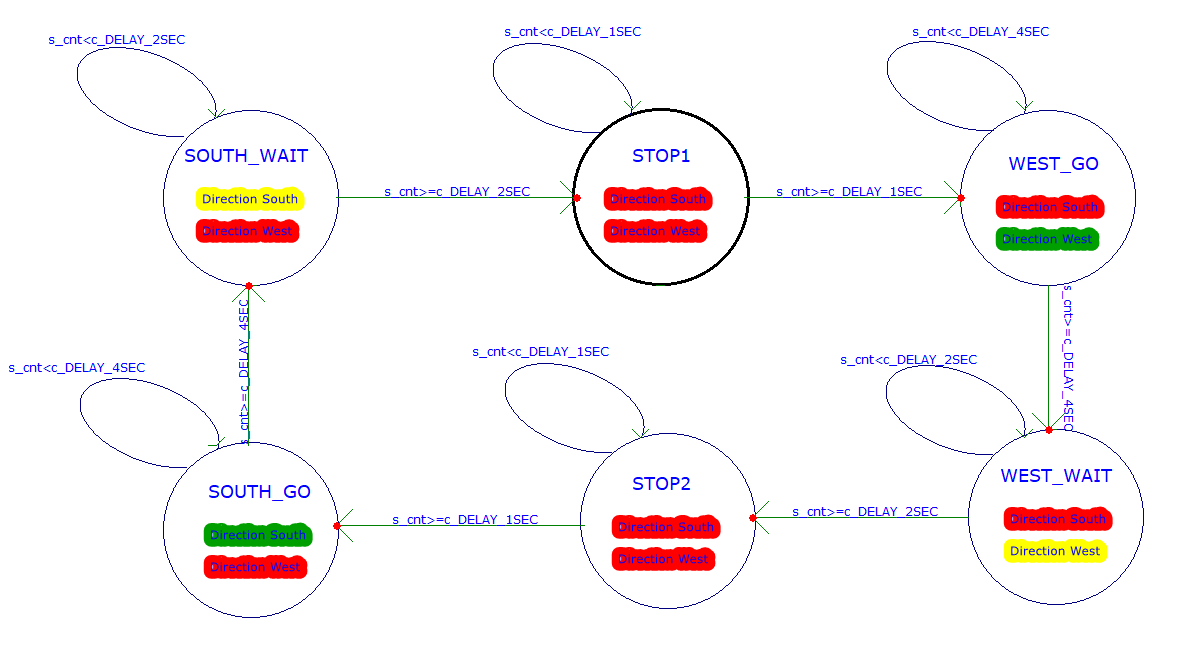 s_cnt<c_DELAY_2SEC
s_cnt<c_DELAY_1SEC
s_cnt<c_DELAY_4SEC
SOUTH_WAIT
Direction South
Direction West
s_cnt>=c_DELAY_2SEC
STOP1
Direction South
Direction West
s_cnt>=c_DELAY_1SEC
WEST_GO
Direction South
Direction West
s_cnt>=c_DELAY_4SEC
s_cnt>=c_DELAY_4SEC
s_cnt<c_DELAY_4SEC
s_cnt<c_DELAY_1SEC
s_cnt<c_DELAY_2SEC
SOUTH_GO
Direction South
Direction West
s_cnt>=c_DELAY_1SEC
STOP2
Direction South
Direction West
s_cnt>=c_DELAY_2SEC
WEST_WAIT
Direction South
Direction West